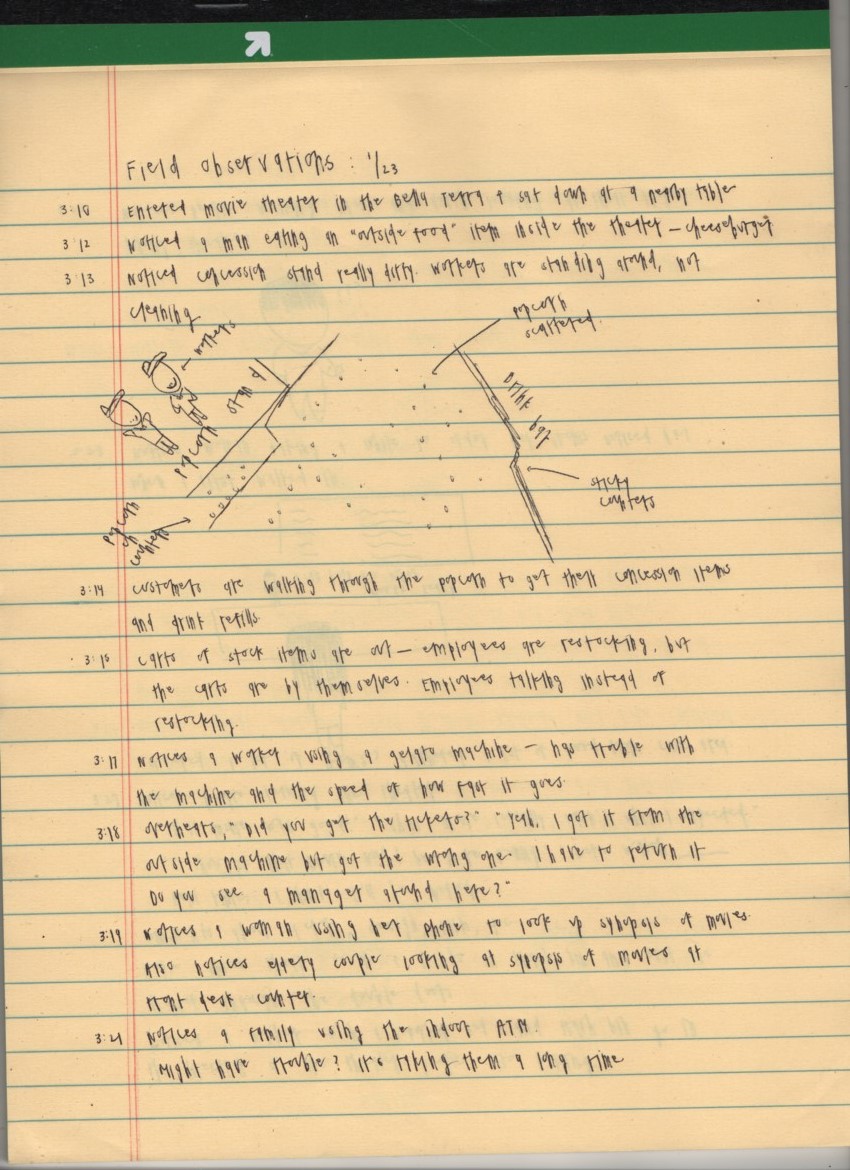 Field observations : 1/23
3:10 Entered movie theater in the Bella Terra + sat down at a nearby table
3:12 Noticed a man eating an "outside food" item inside the theater – cheeseburger
3:13 Noticed concession stand really dirty. workers are standing around, not
cleaning
workers
popcorn stand
popcorn
scattered.
Drink bar
sticky
counters
popcorn
on
counters
3:14 customers are walking through the popcorn to get their concession items
and drink refills.
3:15 carts of stock items are out – employees are restocking, but
the carts are by themselves. Employees talking instead of
restocking.
3:17 Notices a worker using a gelato machine – has trouble with
the machine and the speed of how fast it goes.
3:18 overhears, "Did you get the tickets?" "Yeah, I got it from the
outside machine but got the wrong one. I have to return it
Do you see a manager around here?"
3:19 Notices a woman using her phone to look up synopsis of movies.
Also notices elderly couple looking at synopsis of movies at
front desk counter.
3:21 Notices a family using the indoor ATM.
Might have trouble? It's taking them a long time